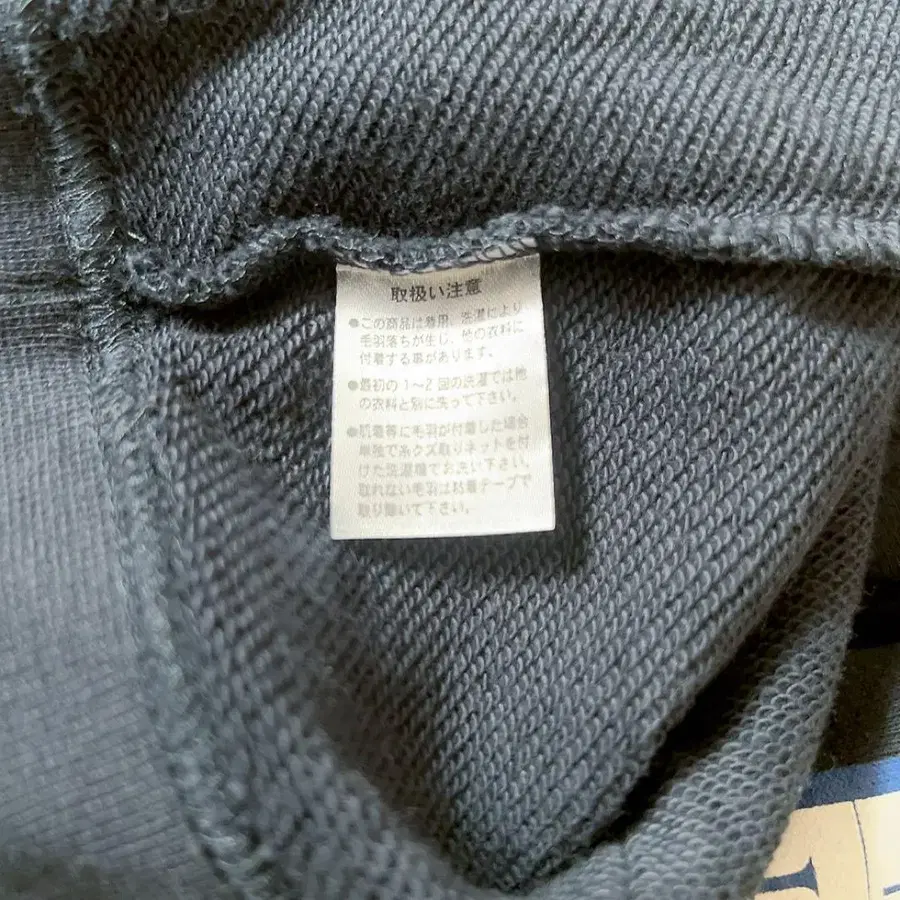 取扱い注意
●この商品は着用、洗濯により
毛羽落ちが生じ、他の衣料に
付着する事があります。
●最初の1〜2回の洗濯では他
の衣料と別に洗って下さい。
●肌着等に毛羽が付着した場合
単独で糸クズ取りネットを付
けた洗濯機でお洗い下さい。
取れない毛羽は粘着テープで
取り除いて下さい。